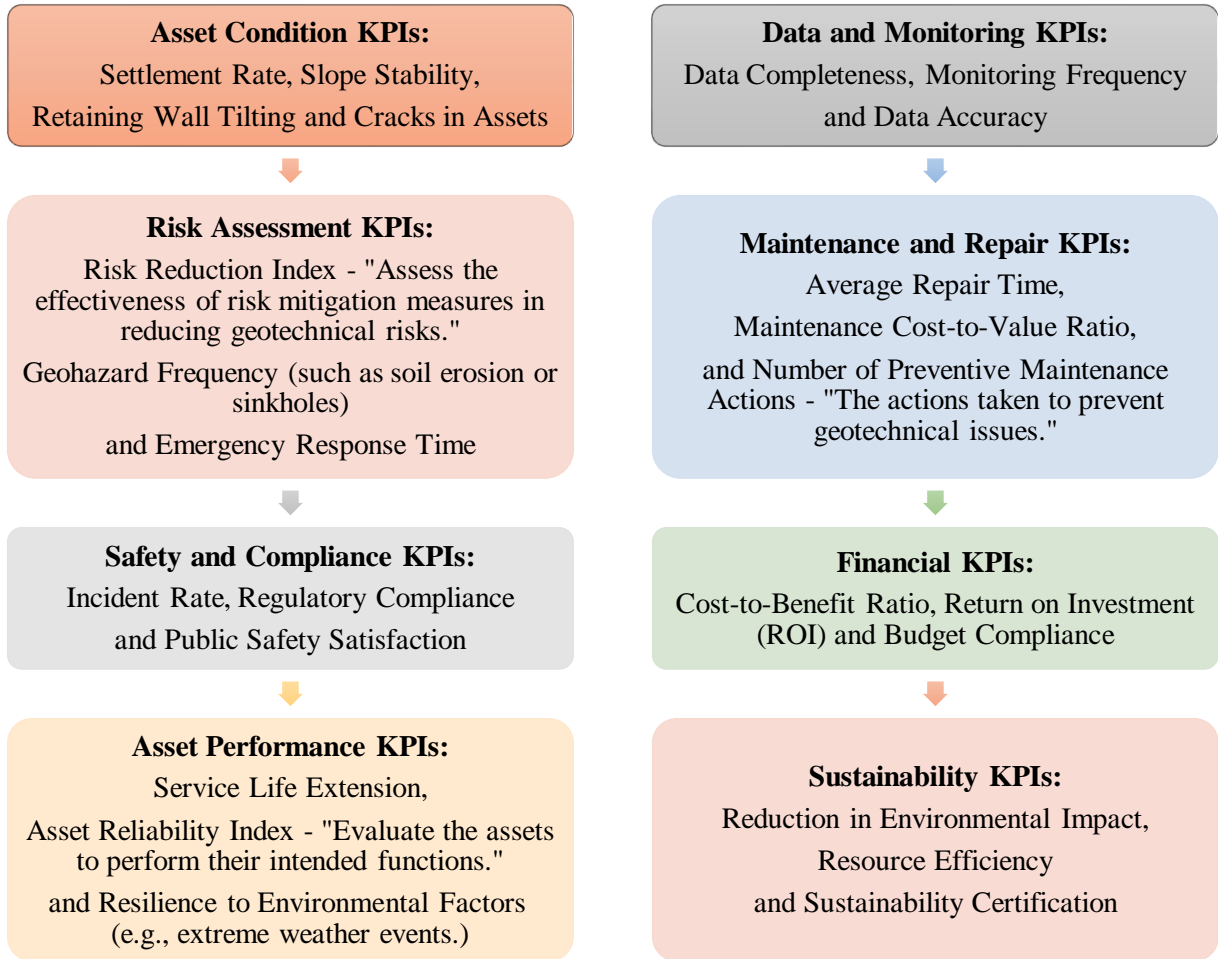 Asset Condition KPIs:
Settlement Rate, Slope Stability,
Retaining Wall Tilting and Cracks in Assets
Risk Assessment KPIs:
Risk Reduction Index - "Assess the
effectiveness of risk mitigation measures in
reducing geotechnical risks."
Geohazard Frequency (such as soil erosion or
sinkholes)
and Emergency Response Time
Safety and Compliance KPIs:
Incident Rate, Regulatory Compliance
and Public Safety Satisfaction
Asset Performance KPIs:
Service Life Extension,
Asset Reliability Index - "Evaluate the assets
to perform their intended functions."
and Resilience to Environmental Factors
(e.g., extreme weather events.)
Data and Monitoring KPIs:
Data Completeness, Monitoring Frequency
and Data Accuracy
Maintenance and Repair KPIs:
Average Repair Time,
Maintenance Cost-to-Value Ratio,
and Number of Preventive Maintenance
Actions - "The actions taken to prevent
geotechnical issues."
Financial KPIs:
Cost-to-Benefit Ratio, Return on Investment
(ROI) and Budget Compliance
Sustainability KPIs:
Reduction in Environmental Impact,
Resource Efficiency
and Sustainability Certification